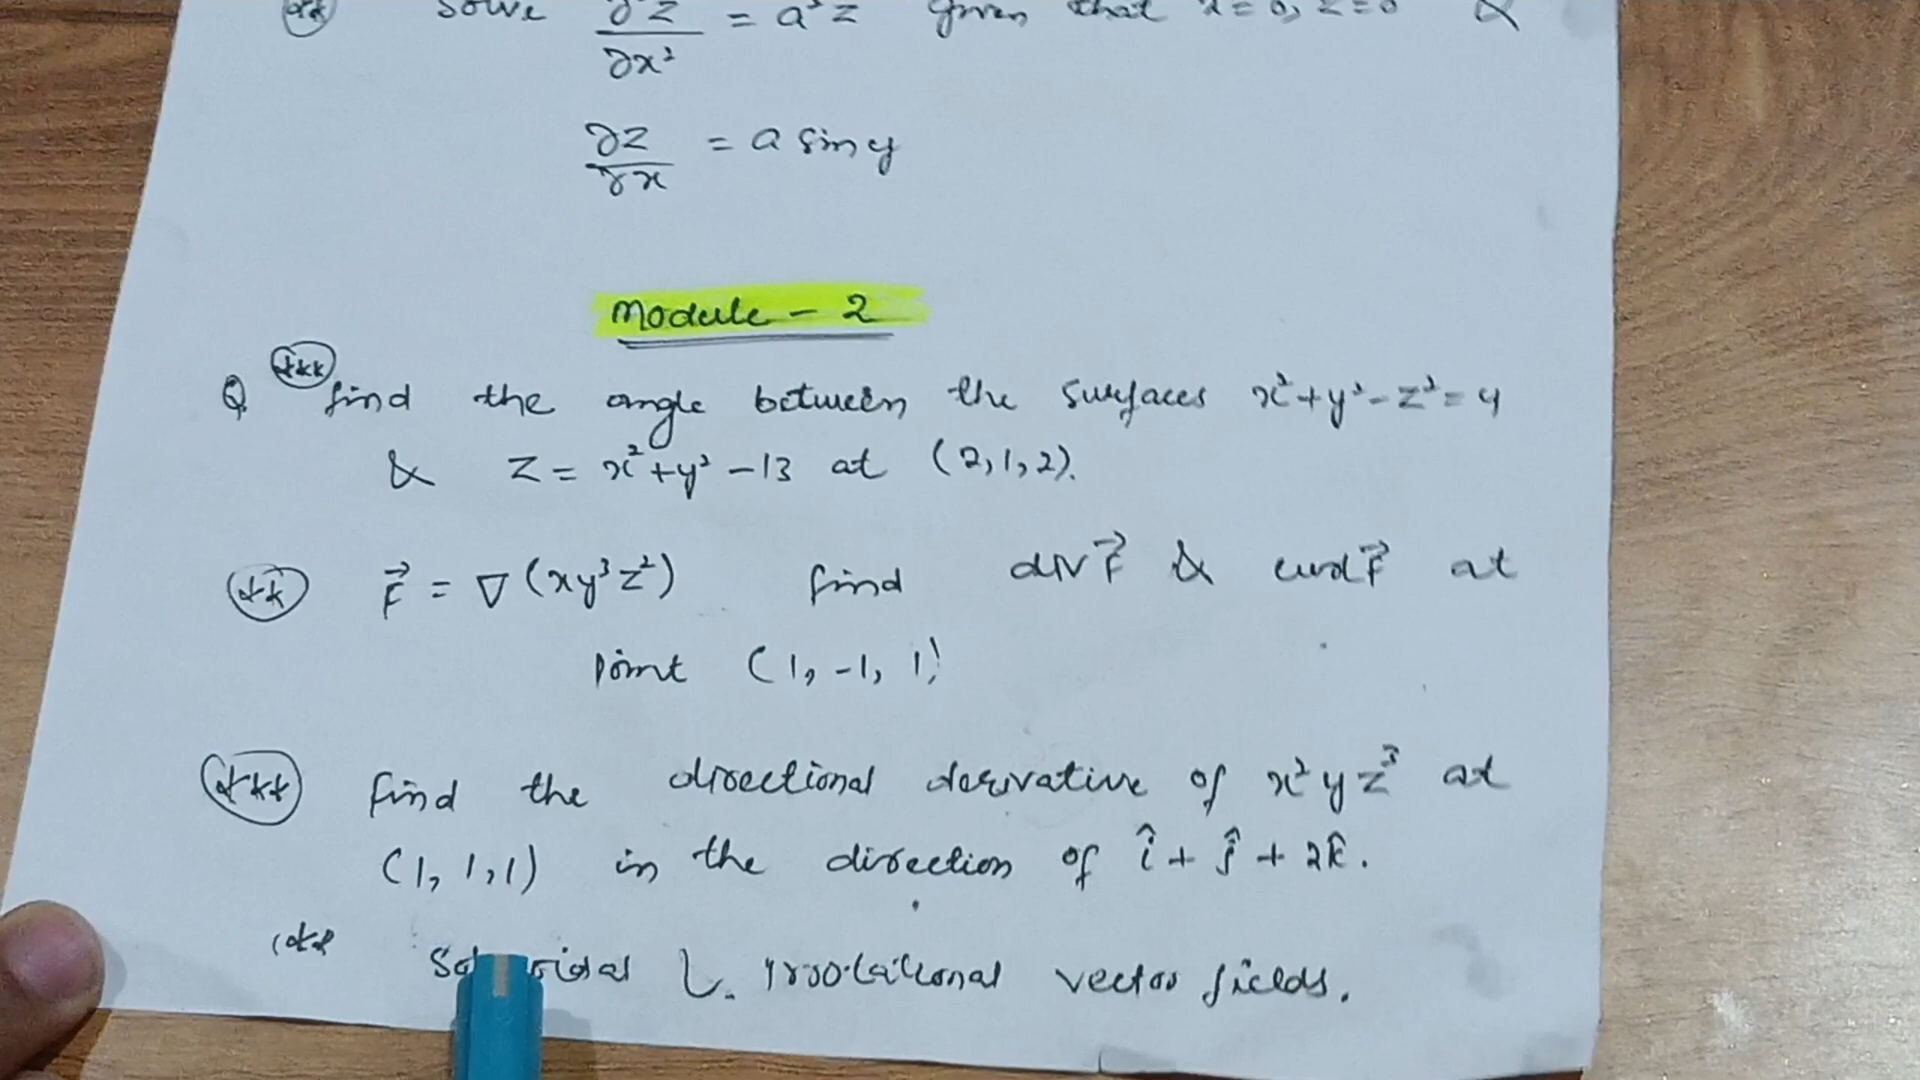 Solve ∂²z/∂x² = a²z given that x=0, z=0 &
∂z/∂x = a sin y
Module - 2
Q *** find the angle between the surfaces x²+y²-z²=4
& z = x²+y²-13 at (2,1,2).
** F⃗ = ∇(xy³z²) find div F⃗ & curl F⃗ at
point (1, -1, 1)
*** find the directional derivative of x²yz³ at
(1, 1, 1) in the direction of î + ĵ + 2k̂.
& irrotational vector fields.